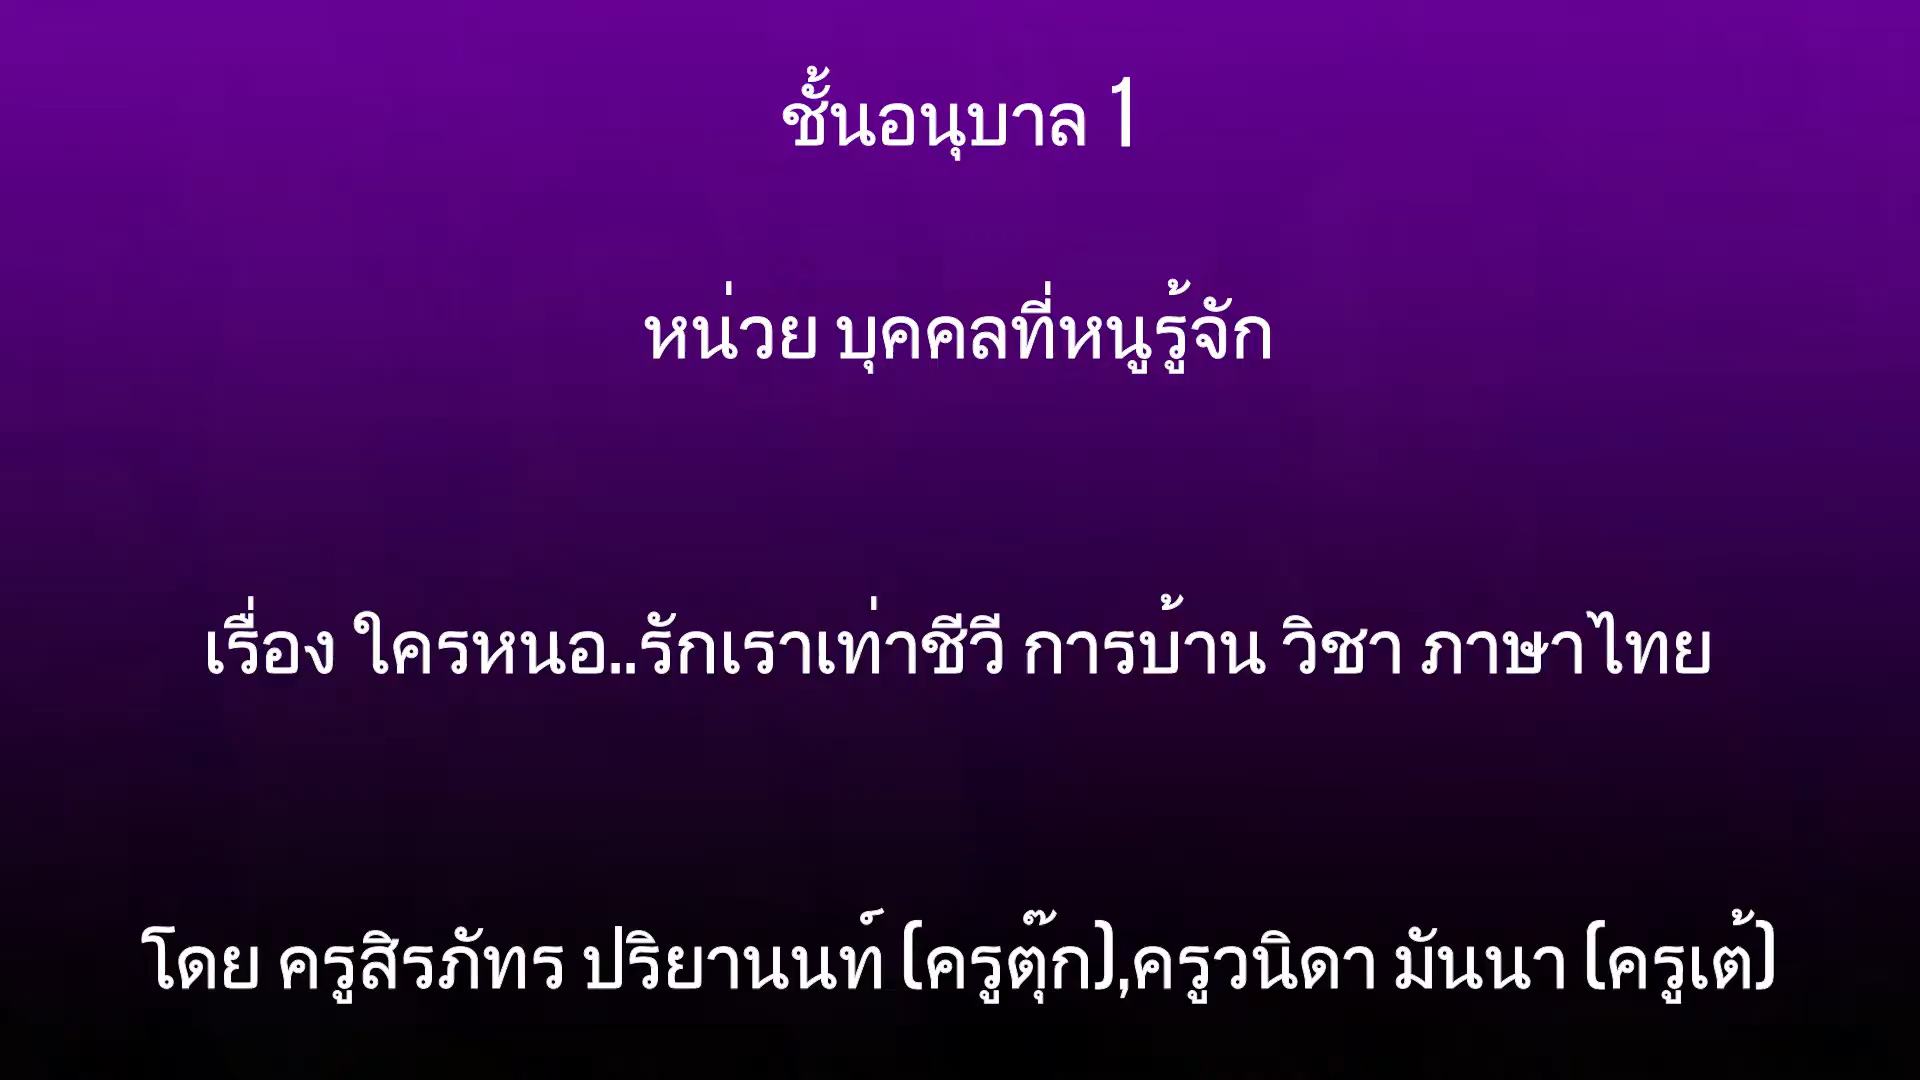 ชั้นอนุบาล 1
หน่วย บุคคลที่หนูรู้จัก
เรื่อง ใครหนอ..รักเราเท่าชีวี การบ้าน วิชา ภาษาไทย
โดย ครูสิรภัทร ปริยานนท์ (ครูตุ๊ก),ครูวนิดา มันนา (ครูเต้)